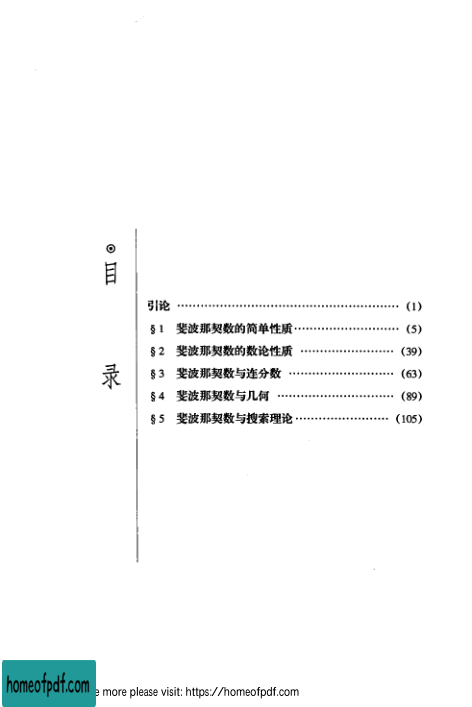 目
录
引论 ………………………………………………… (1)
§1 斐波那契数的简单性质……………………… (5)
§2 斐波那契数的数论性质 …………………… (39)
§3 斐波那契数与连分数 ……………………… (63)
§4 斐波那契数与几何 ………………………… (89)
§5 斐波那契数与搜索理论…………………… (105)
homeofpdf.com
e more please visit: https://homeofpdf.com